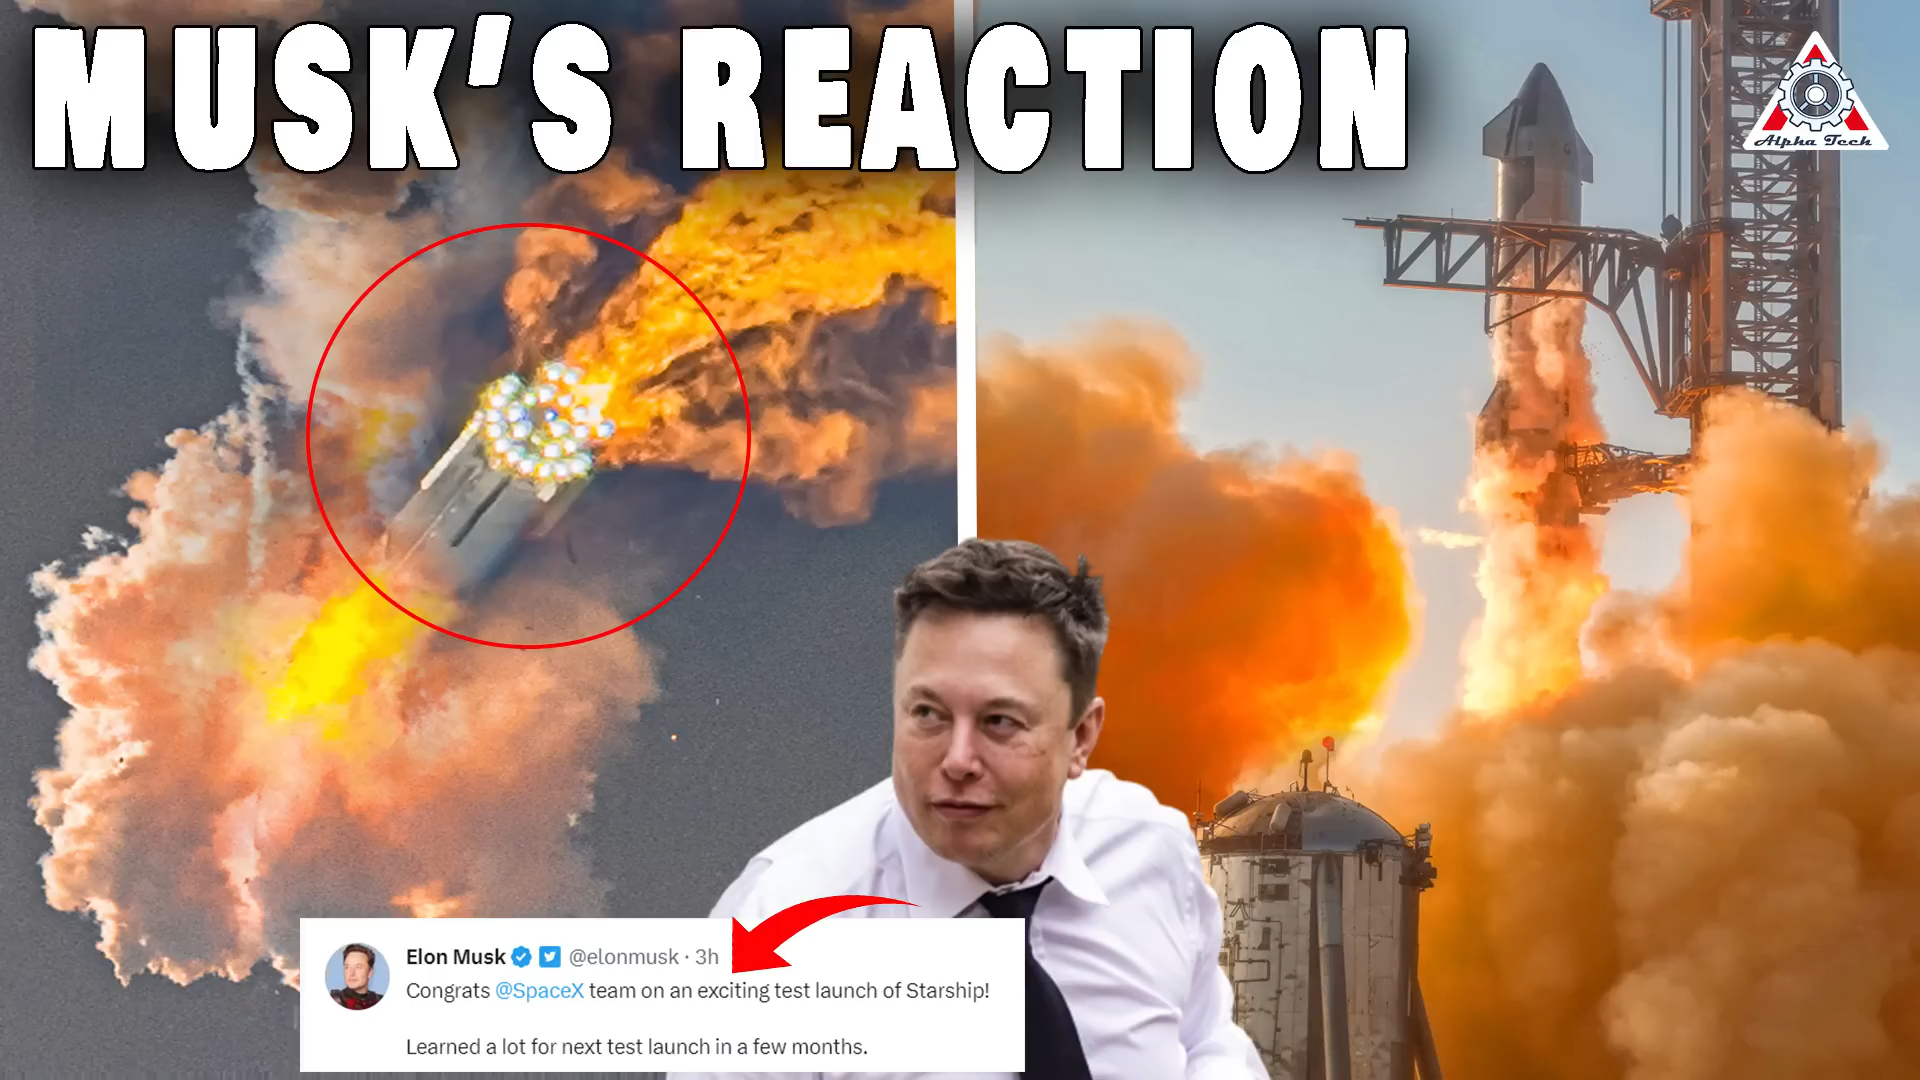 MUSK'S REACTION
Alpha Tech
Elon Musk @elonmusk · 3h
Congrats @SpaceX team on an exciting test launch of Starship!
Learned a lot for next test launch in a few months.